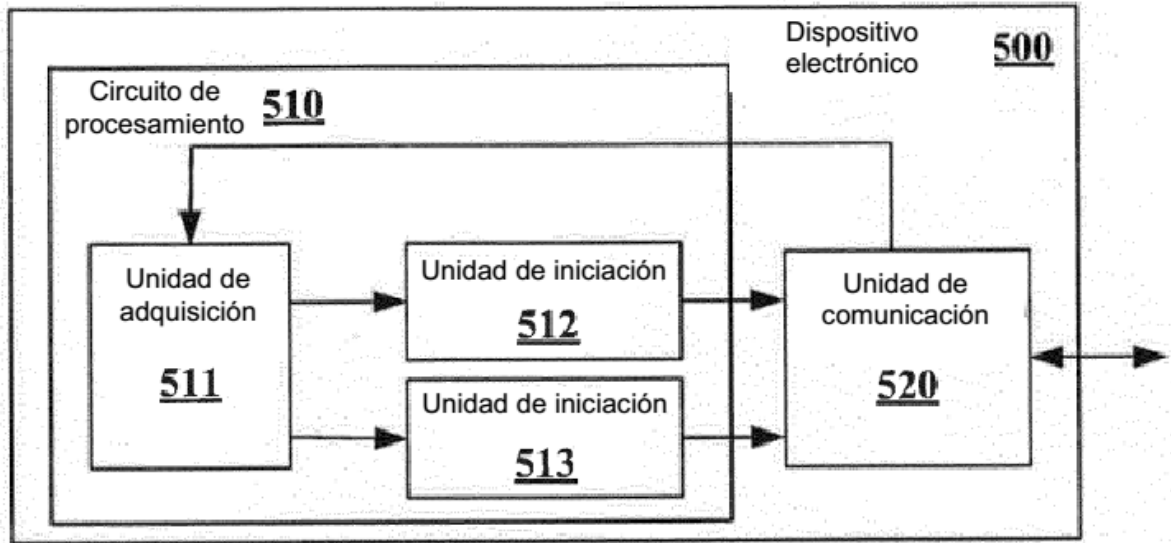 Dispositivo
electrónico
500
Circuito de
procesamiento
510
Unidad de
adquisición
511
Unidad de iniciación
512
Unidad de iniciación
513
Unidad de
comunicación
520